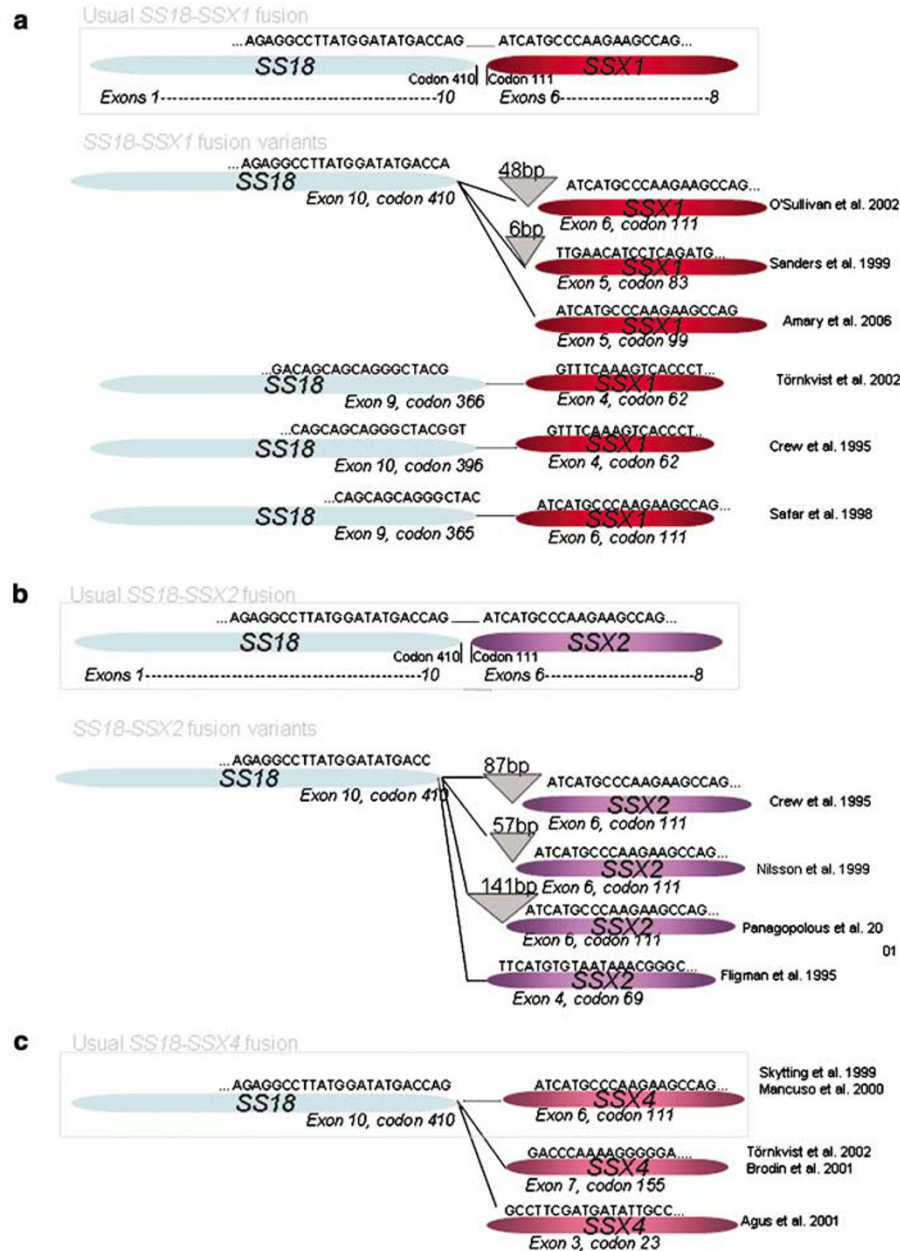 a
Usual SS18-SSX1 fusion
...AGAGGCCTTATGGATATGACCAG ATCATGCCCAAGAAGCCAG...
SS18 SSX1
Codon 410 Codon 111
Exons 1 10 Exons 6 8
SS18-SSX1 fusion variants
...AGAGGCCTTATGGATATGACCA
SS18
Exon 10, codon 410
48bp
ATCATGCCCAAGAAGCCAG...
SSX1
Exon 6, codon 111
O'Sullivan et al. 2002
6bp
TTGAACATCCTCAGATG...
SSX1
Exon 5, codon 83
Sanders et al. 1999
ATCATGCCCAAGAAGCCAG
SSX1
Exon 5, codon 99
Amary et al. 2006
...GACAGCAGCAGGGCTACG GTTTCAAAGTCACCCT...
SS18 SSX1
Exon 9, codon 366 Exon 4, codon 62
Törnkvist et al. 2002
...CAGCAGCAGGGCTACGGT GTTTCAAAGTCACCCT..
SS18 SSX1
Exon 10, codon 396 Exon 4, codon 62
Crew et al. 1995
...CAGCAGCAGGGCTAC ATCATGCCCAAGAAGCCAG...
SS18 SSX1
Exon 9, codon 365 Exon 6, codon 111
Safar et al. 1998
b
Usual SS18-SSX2 fusion
...AGAGGCCTTATGGATATGACCAG ATCATGCCCAAGAAGCCAG...
SS18 SSX2
Codon 410 Codon 111
Exons 1 10 Exons 6 8
SS18-SSX2 fusion variants
...AGAGGCCTTATGGATATGACC
SS18
Exon 10, codon 410
87bp
ATCATGCCCAAGAAGCCAG...
SSX2
Exon 6, codon 111
Crew et al. 1995
57bp
ATCATGCCCAAGAAGCCAG...
SSX2
Exon 6, codon 111
Nilsson et al. 1999
141bp
ATCATGCCCAAGAAGCCAG...
SSX2
Exon 6, codon 111
Panagopolous et al. 20
01
TTCATGTGTAATAAACGGGC...
SSX2
Exon 4, codon 69
Fligman et al. 1995
c
Usual SS18-SSX4 fusion
...AGAGGCCTTATGGATATGACCAG ATCATGCCCAAGAAGCCAG...
SS18 SSX4
Exon 10, codon 410 Exon 6, codon 111
Skytting et al. 1999
Mancuso et al. 2000
GACCCAAAAGGGGGA....
SSX4
Exon 7, codon 155
Törnkvist et al. 2002
Brodin et al. 2001
GCCTTCGATGATATTGCC...
SSX4
Exon 3, codon 23
Agus et al. 2001